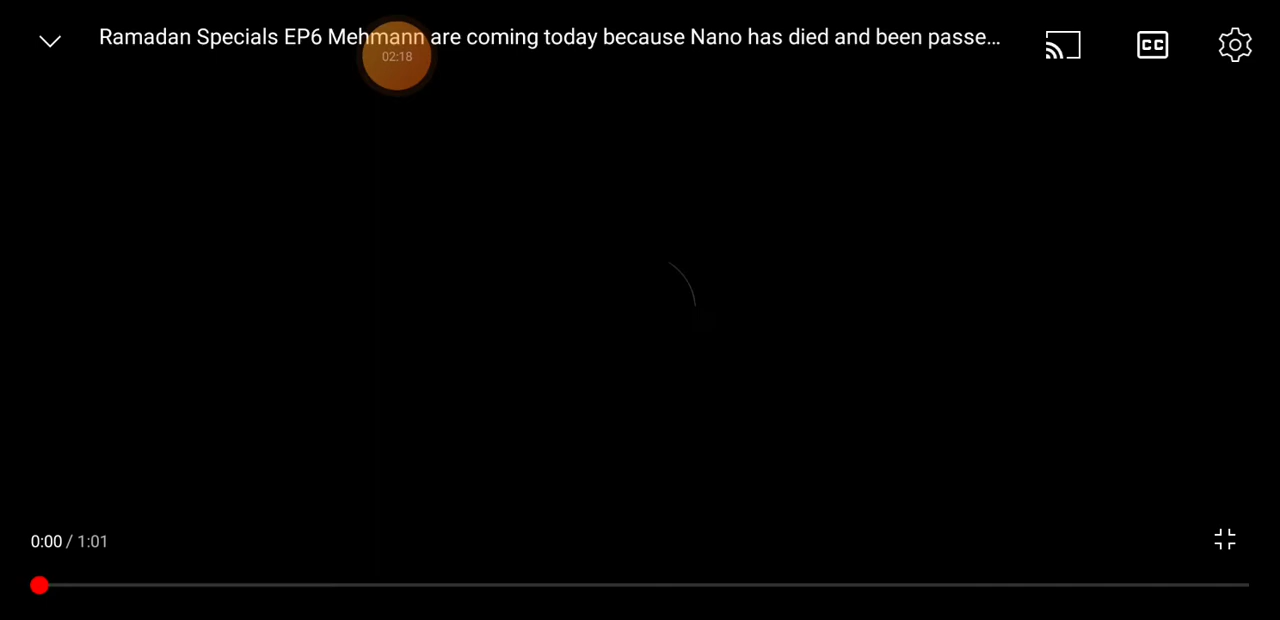 Ramadan Specials EP6 Mehmann are coming today because Nano has died and been passe...
02:18
CC
0:00 / 1:01